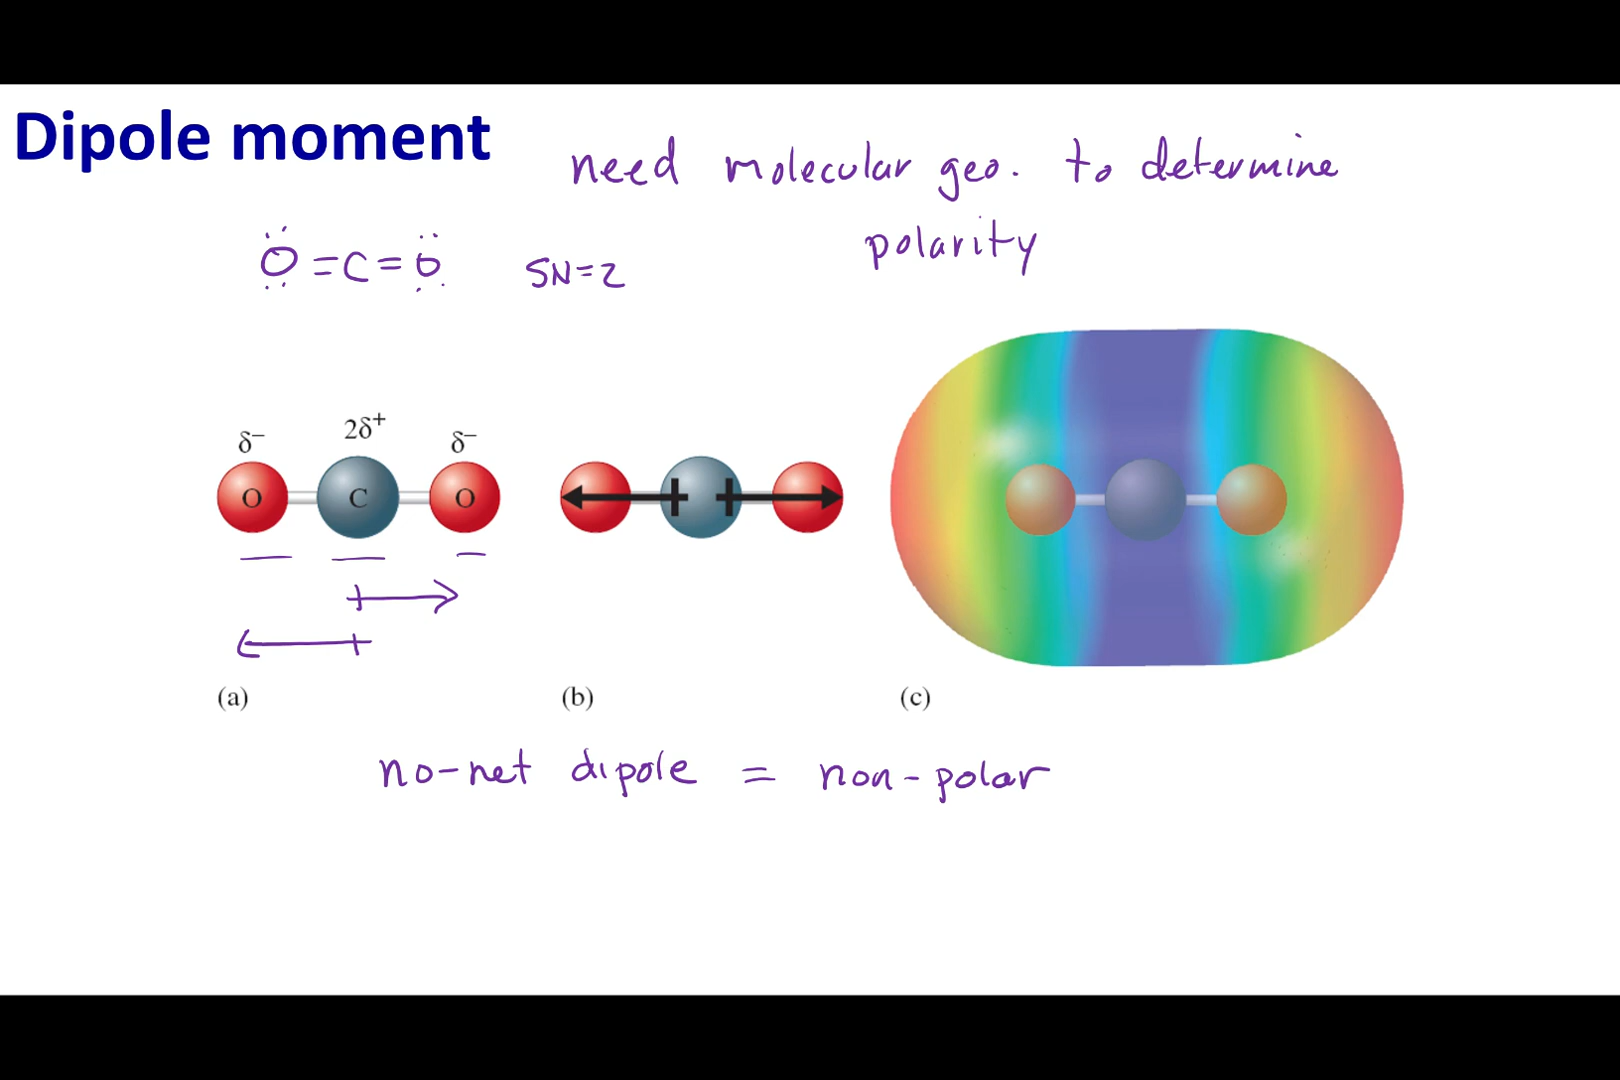 Dipole moment
need molecular geo. to determine
polarity
O=C=O SN=2
δ− 2δ+ δ−
O C O
(a) (b) (c)
no-net dipole = non-polar